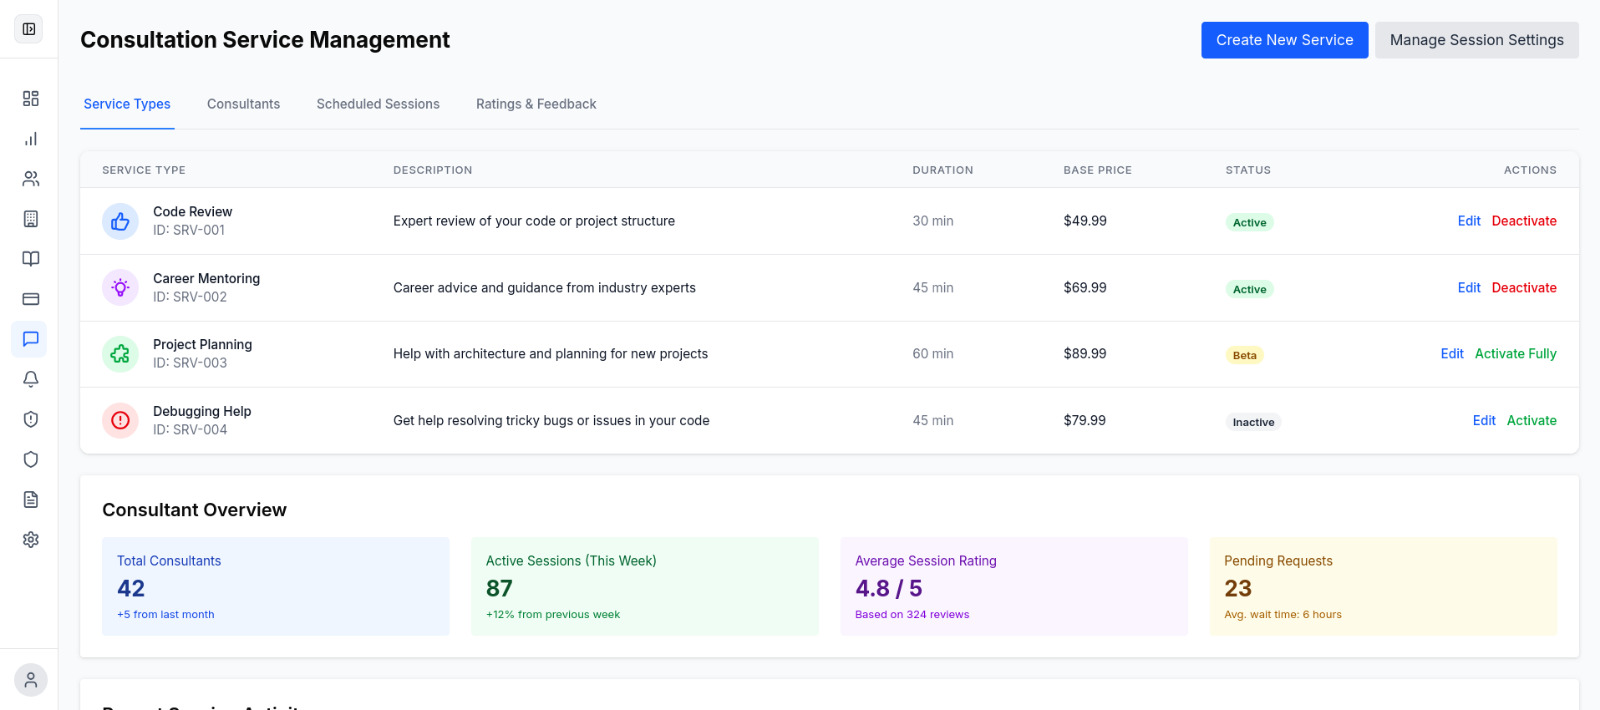 Consultation Service Management
Create New Service
Manage Session Settings
Service Types
Consultants
Scheduled Sessions
Ratings & Feedback
SERVICE TYPE
DESCRIPTION
DURATION
BASE PRICE
STATUS
ACTIONS
Code Review
ID: SRV-001
Expert review of your code or project structure
30 min
$49.99
Active
Edit
Deactivate
Career Mentoring
ID: SRV-002
Career advice and guidance from industry experts
45 min
$69.99
Active
Edit
Deactivate
Project Planning
ID: SRV-003
Help with architecture and planning for new projects
60 min
$89.99
Beta
Edit
Activate Fully
Debugging Help
ID: SRV-004
Get help resolving tricky bugs or issues in your code
45 min
$79.99
Inactive
Edit
Activate
Consultant Overview
Total Consultants
42
+5 from last month
Active Sessions (This Week)
87
+12% from previous week
Average Session Rating
4.8 / 5
Based on 324 reviews
Pending Requests
23
Avg. wait time: 6 hours